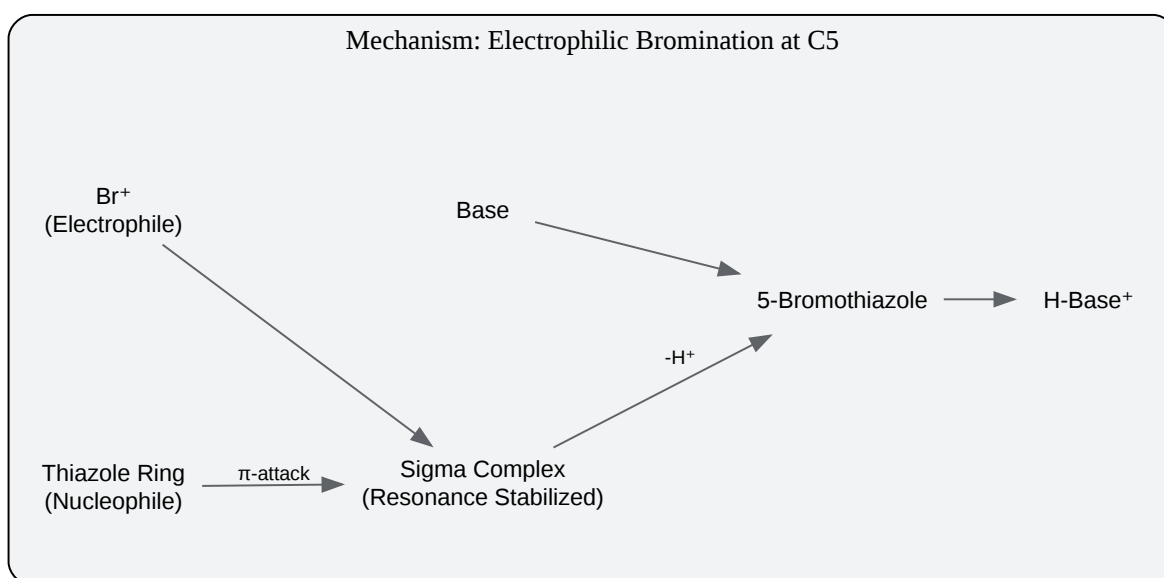 Mechanism: Electrophilic Bromination at C5
Br⁺
(Electrophile)
Base
5-Bromothiazole
H-Base⁺
-H⁺
Thiazole Ring
(Nucleophile)
π-attack
Sigma Complex
(Resonance Stabilized)